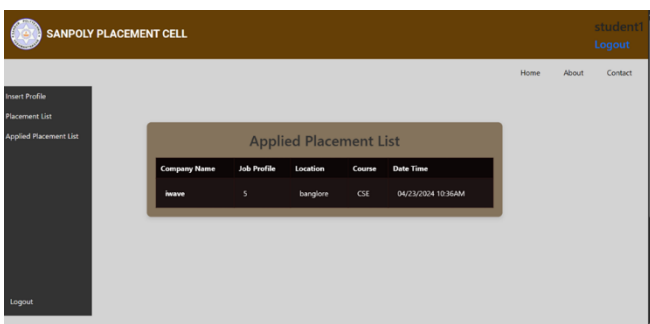 SANPOLY PLACEMENT CELL
student1
Logout
Home About Contact
Insert Profile
Placement List
Applied Placement List
Logout
Applied Placement List
Company Name Job Profile Location Course Date Time
iwave 5 banglore CSE 04/23/2024 10:36AM